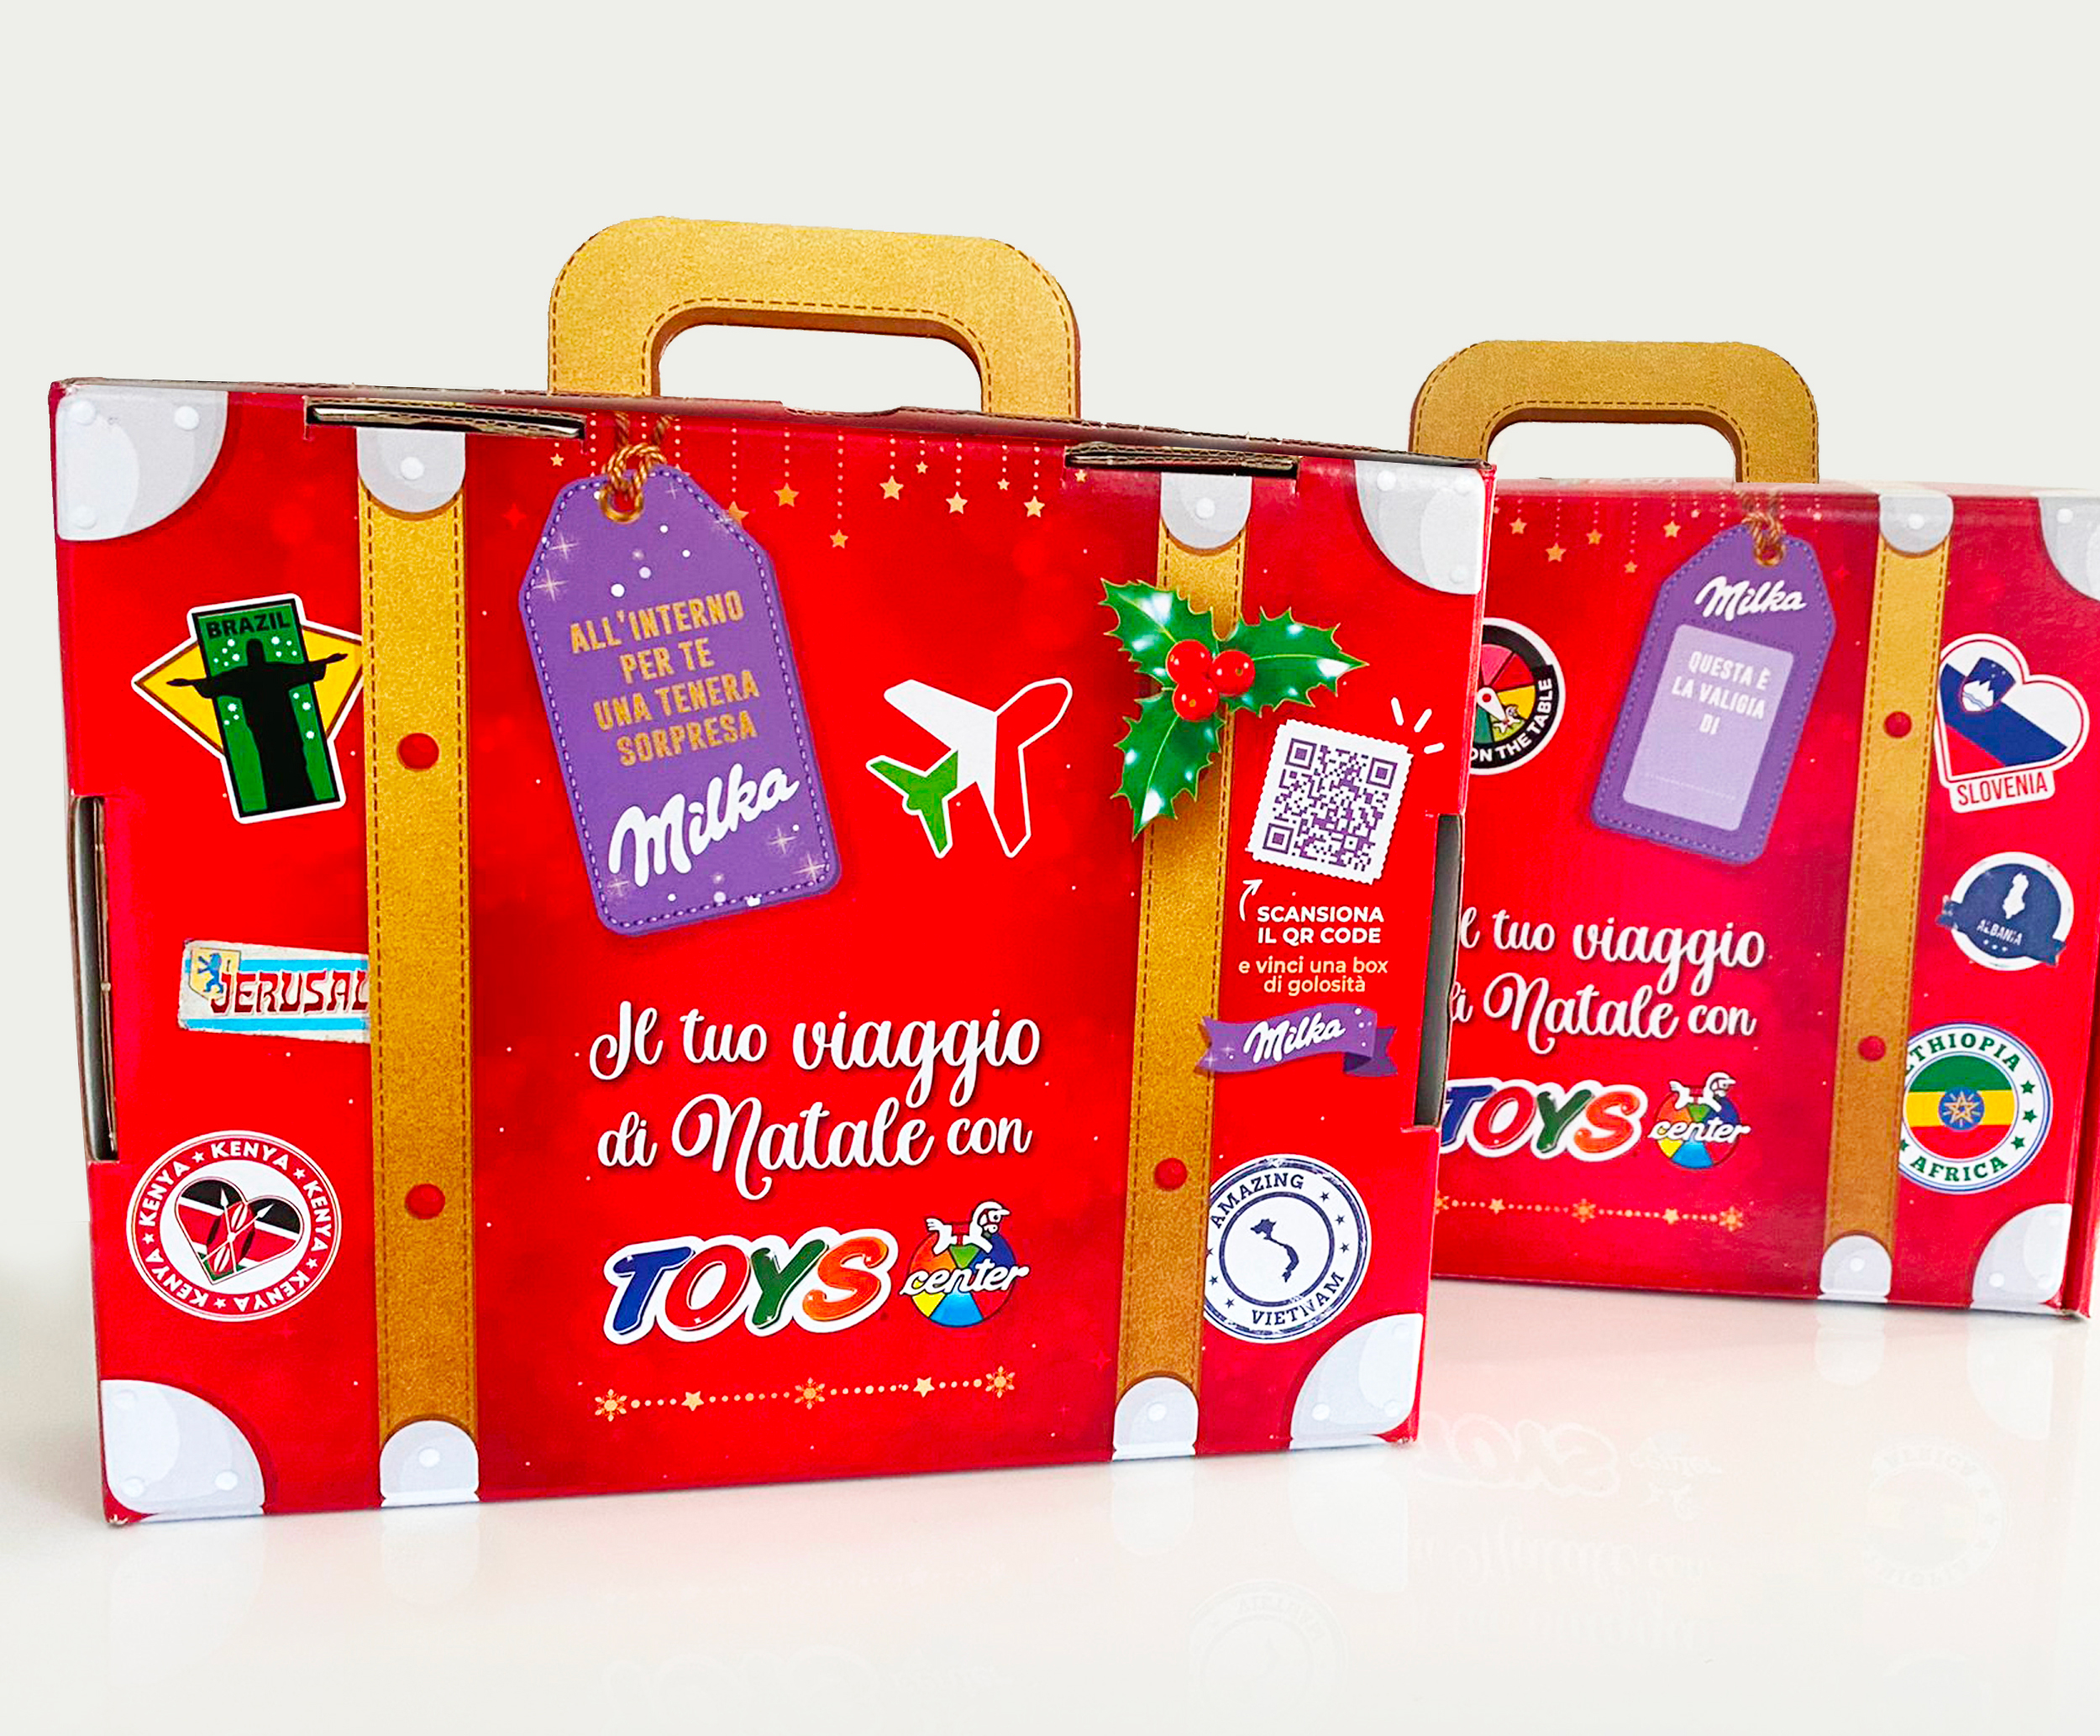 BRAZIL
ALL'INTERNO
PER TE
UNA TENERA
SORPRESA
Milka
JERUSAL
SCANSIONA
IL QR CODE
e vinci una box
di golosità
Milka
Il tuo viaggio
di Natale con
TOYS center
KENYA ★ KENYA ★ KENYA ★ KENYA ★ KENYA ★ KENYA
AMAZING
VIETNAM
ON THE TABLE
Milka
QUESTA È
LA VALIGIA
DI
SLOVENIA
ALBANIA
Il tuo viaggio
di Natale con
TOYS center
ETHIOPIA
AFRICA